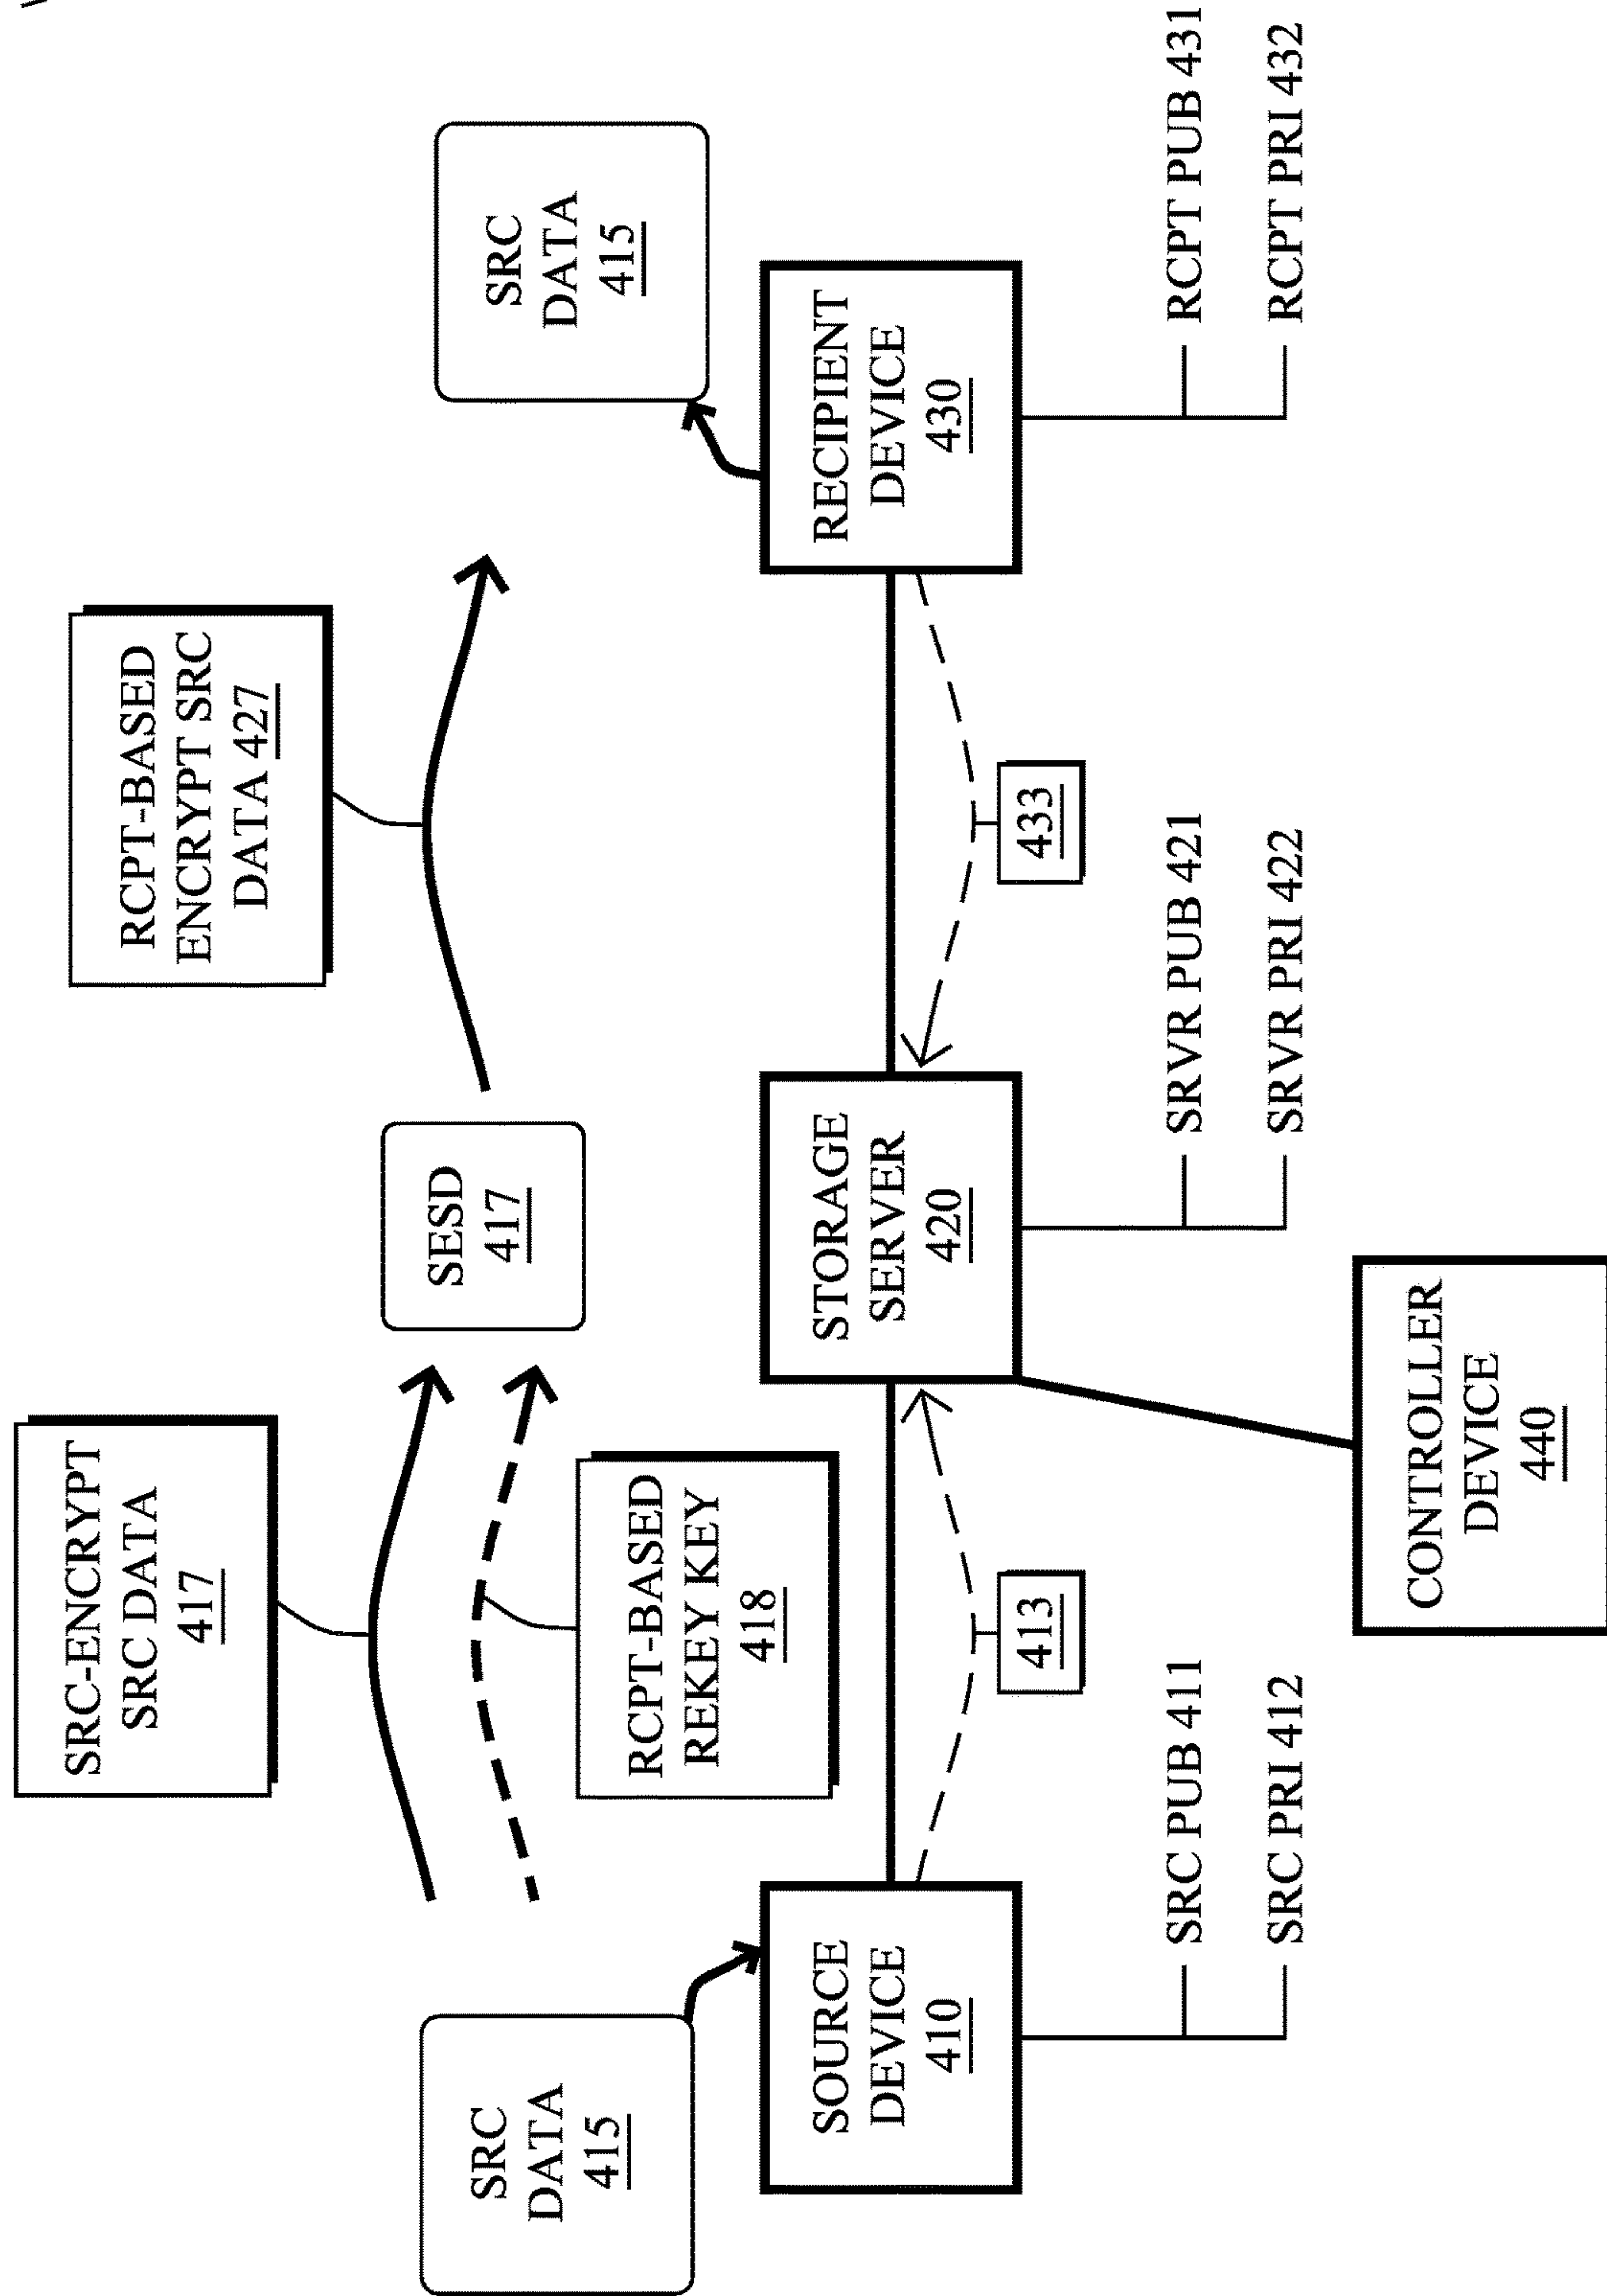 SRC-ENCRYPT
SRC DATA
417
RCPT-BASED
ENCRYPT SRC
DATA 427
SRC
DATA
415
SESD
417
SRC
DATA
415
RCPT-BASED
REKEY KEY
418
SOURCE
DEVICE
410
STORAGE
SERVER
420
RECIPIENT
DEVICE
430
413
433
SRC PUB 411
SRC PRI 412
SRVR PUB 421
SRVR PRI 422
RCPT PUB 431
RCPT PRI 432
CONTROLLER
DEVICE
440